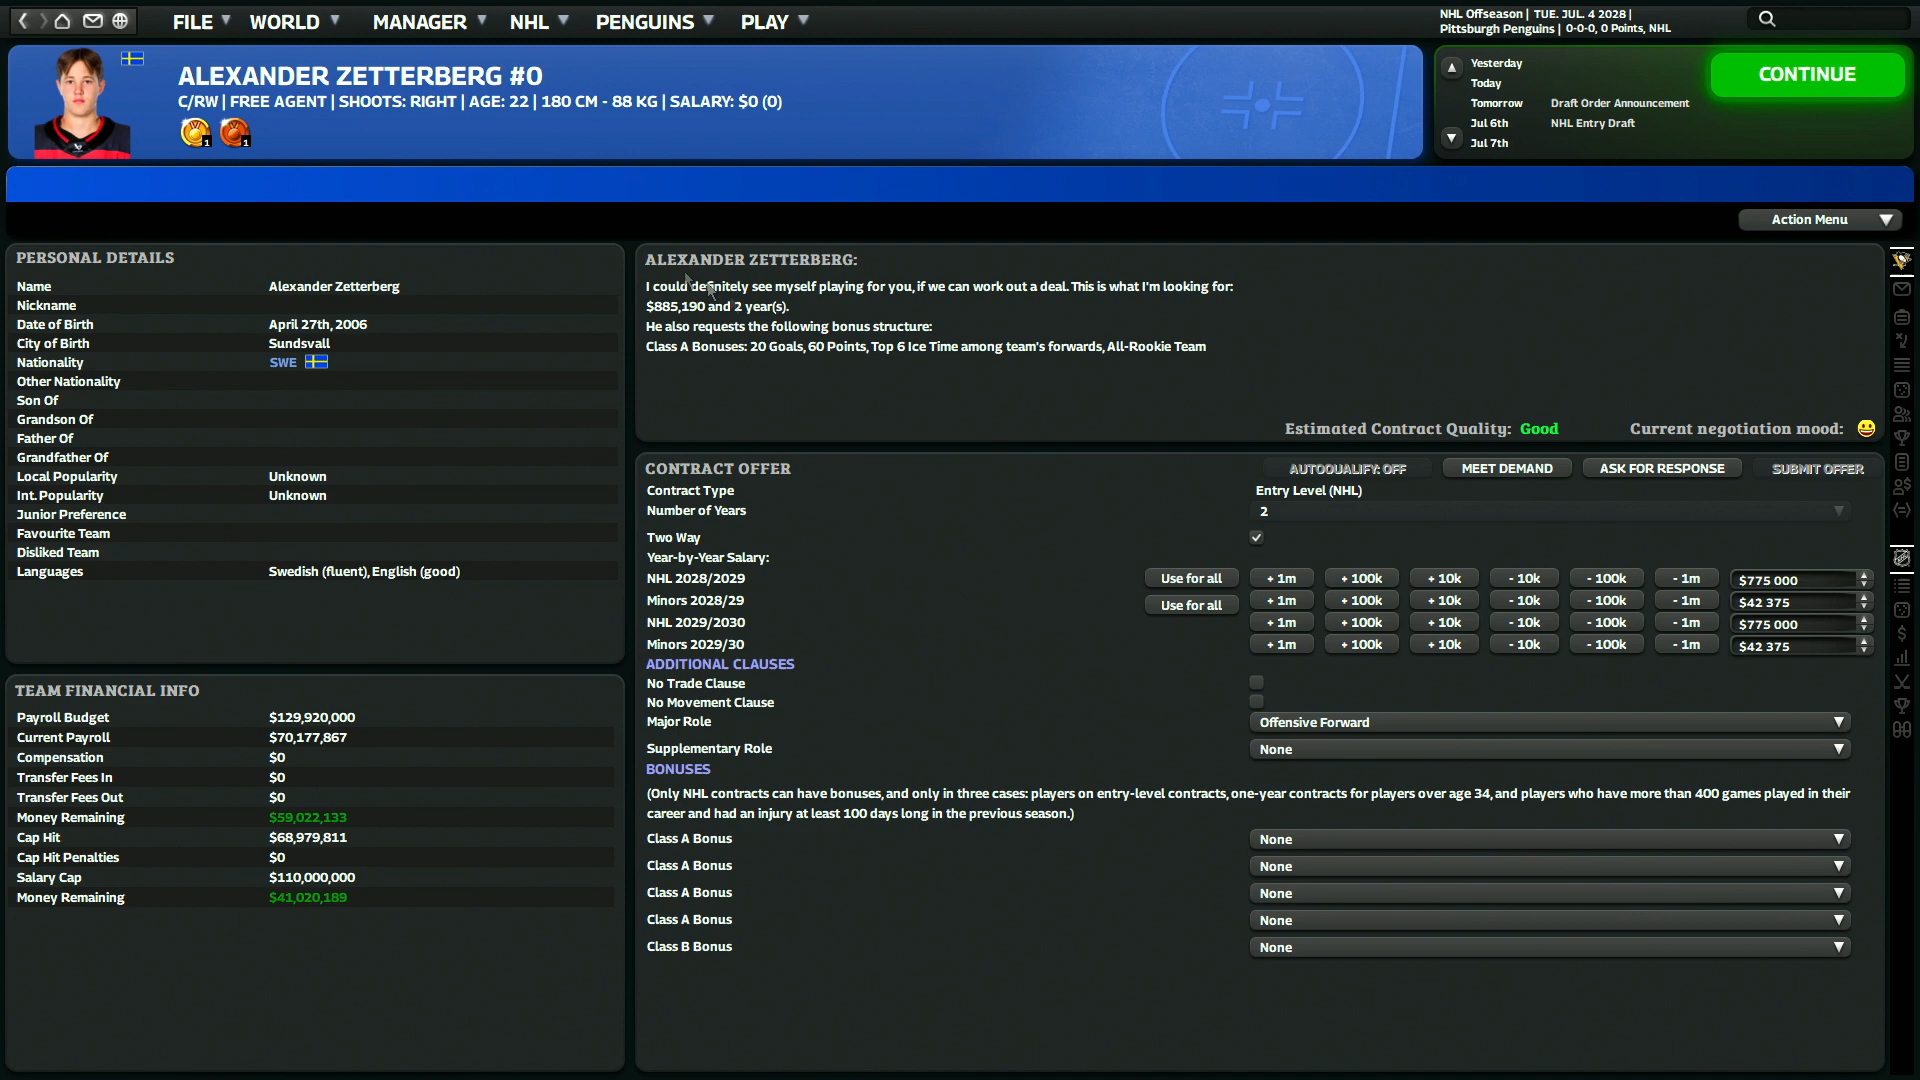 FILE WORLD MANAGER NHL PENGUINS PLAY
NHL Offseason | TUE. JUL. 4 2028 |
Pittsburgh Penguins | 0-0-0, 0 Points, NHL
ALEXANDER ZETTERBERG #0
C/RW | FREE AGENT | SHOOTS: RIGHT | AGE: 22 | 180 CM - 88 KG | SALARY: $0 (0)
1 1
Yesterday
Today
Tomorrow Draft Order Announcement
Jul 6th NHL Entry Draft
Jul 7th
CONTINUE
Action Menu
PERSONAL DETAILS
Name Alexander Zetterberg
Nickname
Date of Birth April 27th, 2006
City of Birth Sundsvall
Nationality SWE
Other Nationality
Son Of
Grandson Of
Father Of
Grandfather Of
Local Popularity Unknown
Int. Popularity Unknown
Junior Preference
Favourite Team
Disliked Team
Languages Swedish (fluent), English (good)
TEAM FINANCIAL INFO
Payroll Budget $129,920,000
Current Payroll $70,177,867
Compensation $0
Transfer Fees In $0
Transfer Fees Out $0
Money Remaining $59,022,133
Cap Hit $68,979,811
Cap Hit Penalties $0
Salary Cap $110,000,000
Money Remaining $41,020,189
ALEXANDER ZETTERBERG:
I could definitely see myself playing for you, if we can work out a deal. This is what I'm looking for:
$885,190 and 2 year(s).
He also requests the following bonus structure:
Class A Bonuses: 20 Goals, 60 Points, Top 6 Ice Time among team's forwards, All-Rookie Team
Estimated Contract Quality: Good Current negotiation mood:
CONTRACT OFFER AUTOQUALIFY: OFF MEET DEMAND ASK FOR RESPONSE SUBMIT OFFER
Contract Type Entry Level (NHL)
Number of Years 2
Two Way
Year-by-Year Salary:
NHL 2028/2029 Use for all + 1m + 100k + 10k - 10k - 100k - 1m $775 000
Minors 2028/29 Use for all + 1m + 100k + 10k - 10k - 100k - 1m $42 375
NHL 2029/2030 + 1m + 100k + 10k - 10k - 100k - 1m $775 000
Minors 2029/30 + 1m + 100k + 10k - 10k - 100k - 1m $42 375
ADDITIONAL CLAUSES
No Trade Clause
No Movement Clause
Major Role Offensive Forward
Supplementary Role None
BONUSES
(Only NHL contracts can have bonuses, and only in three cases: players on entry-level contracts, one-year contracts for players over age 34, and players who have more than 400 games played in their
career and had an injury at least 100 days long in the previous season.)
Class A Bonus None
Class A Bonus None
Class A Bonus None
Class A Bonus None
Class B Bonus None